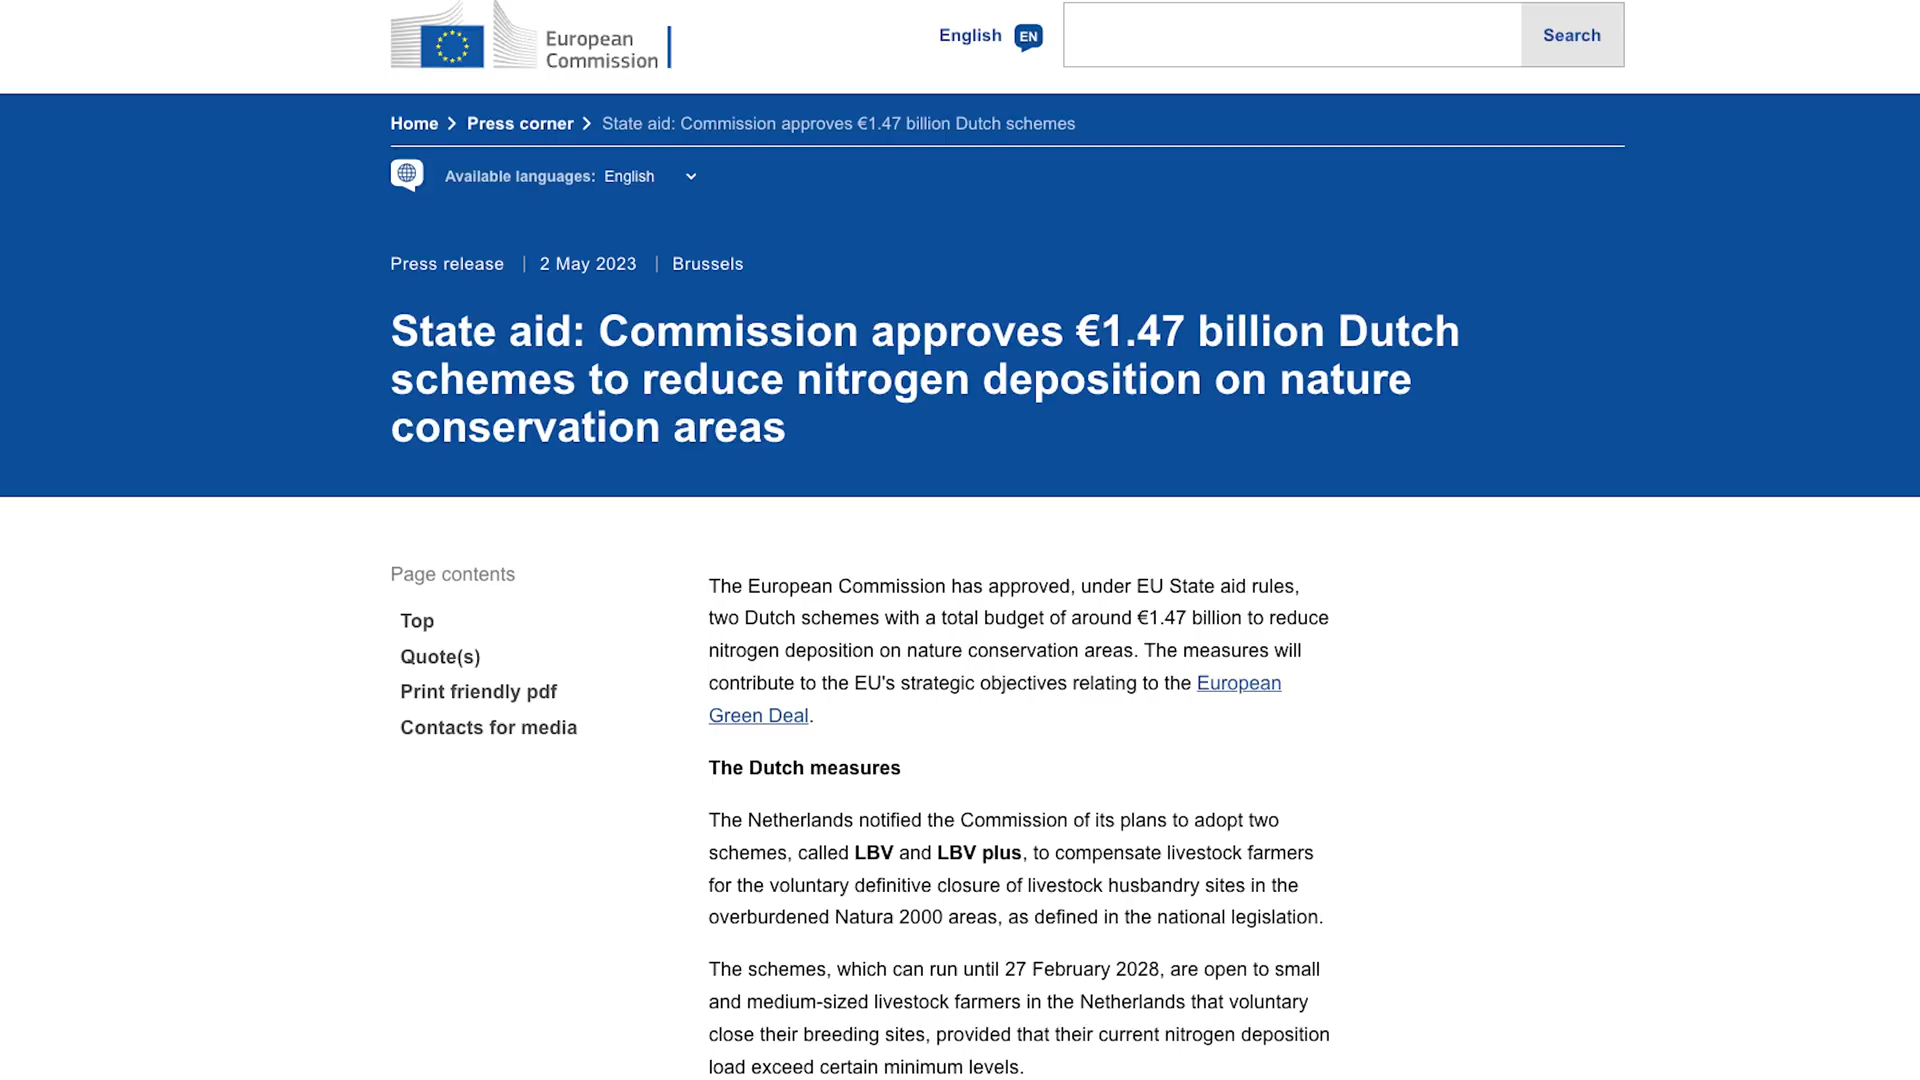 European
Commission
English EN
Search
Home Press corner State aid: Commission approves €1.47 billion Dutch schemes
Available languages: English
Press release | 2 May 2023 | Brussels
State aid: Commission approves €1.47 billion Dutch
schemes to reduce nitrogen deposition on nature
conservation areas
Page contents
Top
Quote(s)
Print friendly pdf
Contacts for media
The European Commission has approved, under EU State aid rules,
two Dutch schemes with a total budget of around €1.47 billion to reduce
nitrogen deposition on nature conservation areas. The measures will
contribute to the EU's strategic objectives relating to the European
Green Deal.
The Dutch measures
The Netherlands notified the Commission of its plans to adopt two
schemes, called LBV and LBV plus, to compensate livestock farmers
for the voluntary definitive closure of livestock husbandry sites in the
overburdened Natura 2000 areas, as defined in the national legislation.
The schemes, which can run until 27 February 2028, are open to small
and medium-sized livestock farmers in the Netherlands that voluntary
close their breeding sites, provided that their current nitrogen deposition
load exceed certain minimum levels.